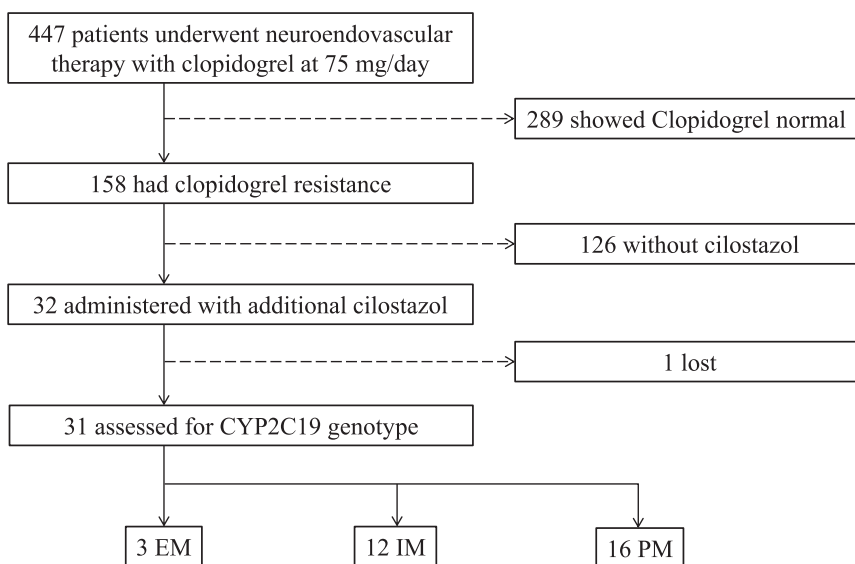 447 patients underwent neuroendovascular
therapy with clopidogrel at 75 mg/day
289 showed Clopidogrel normal
158 had clopidogrel resistance
126 without cilostazol
32 administered with additional cilostazol
1 lost
31 assessed for CYP2C19 genotype
3 EM
12 IM
16 PM